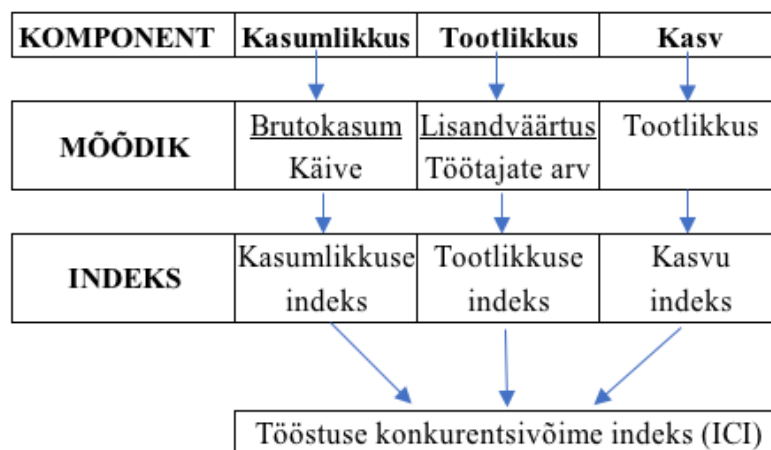 KOMPONENT Kasumlikkus Tootlikkus Kasv
MÕÕDIK Brutokasum Lisandväärtus Tootlikkus
Käive Töötajate arv
INDEKS Kasumlikkuse Tootlikkuse Kasvu
indeks indeks indeks
Tööstuse konkurentsivõime indeks (ICI)